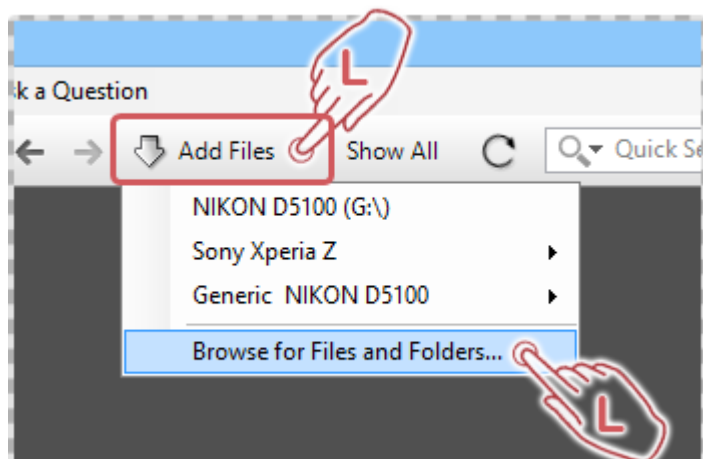 k a Question
Add Files Show All Quick Se
NIKON D5100 (G:\)
Sony Xperia Z
Generic NIKON D5100
Browse for Files and Folders...
L
L